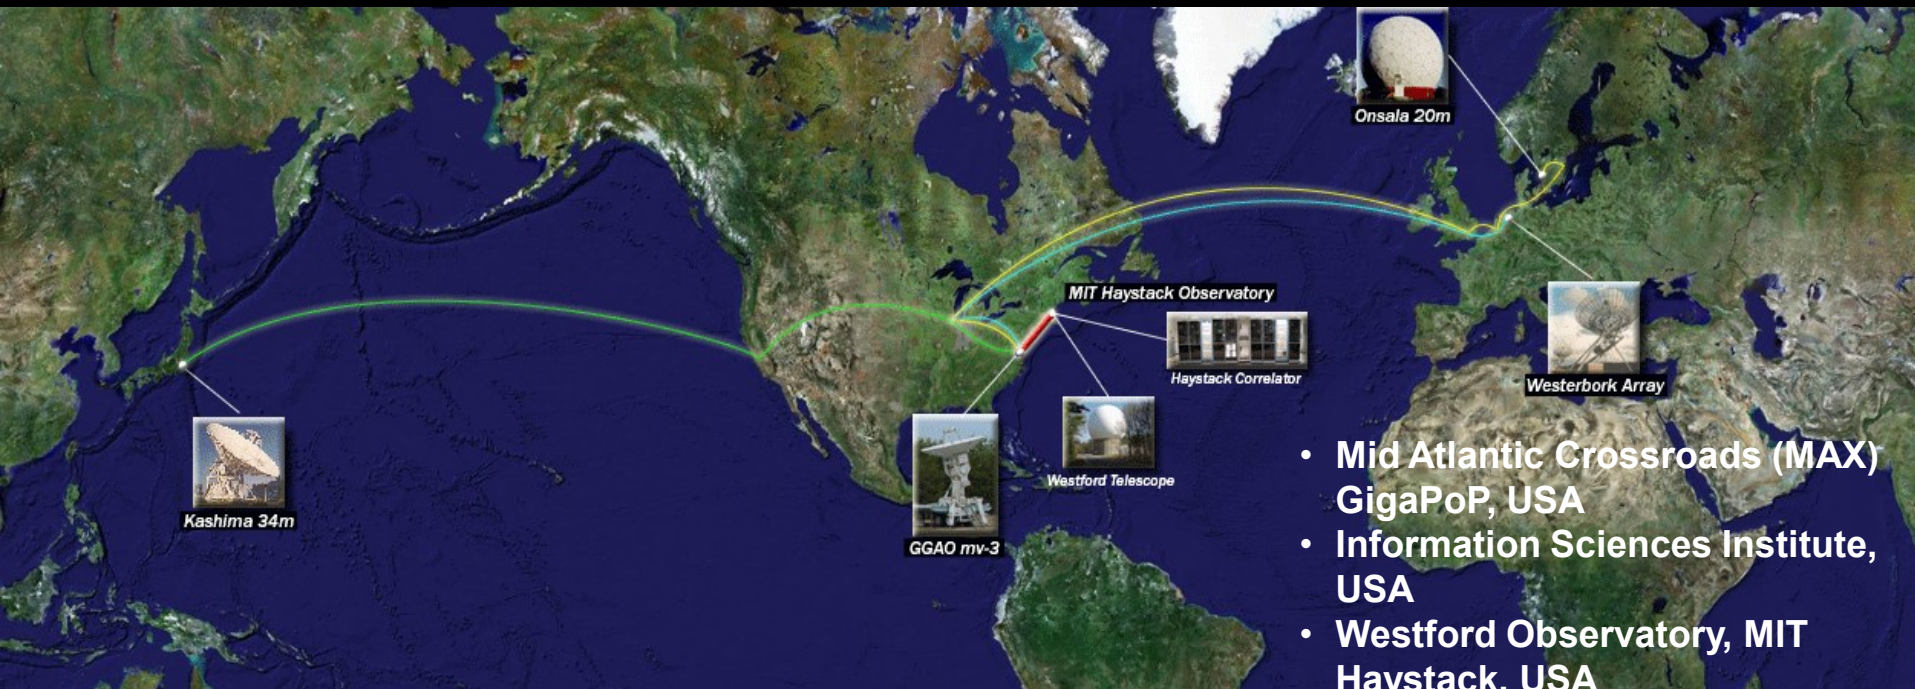 Onsala 20m
MIT Haystack Observatory
Haystack Correlator
Westerbork Array
Westford Telescope
Kashima 34m
GGAO mv-3
• Mid Atlantic Crossroads (MAX)
GigaPoP, USA
• Information Sciences Institute,
USA
• Westford Observatory, MIT
Haystack, USA